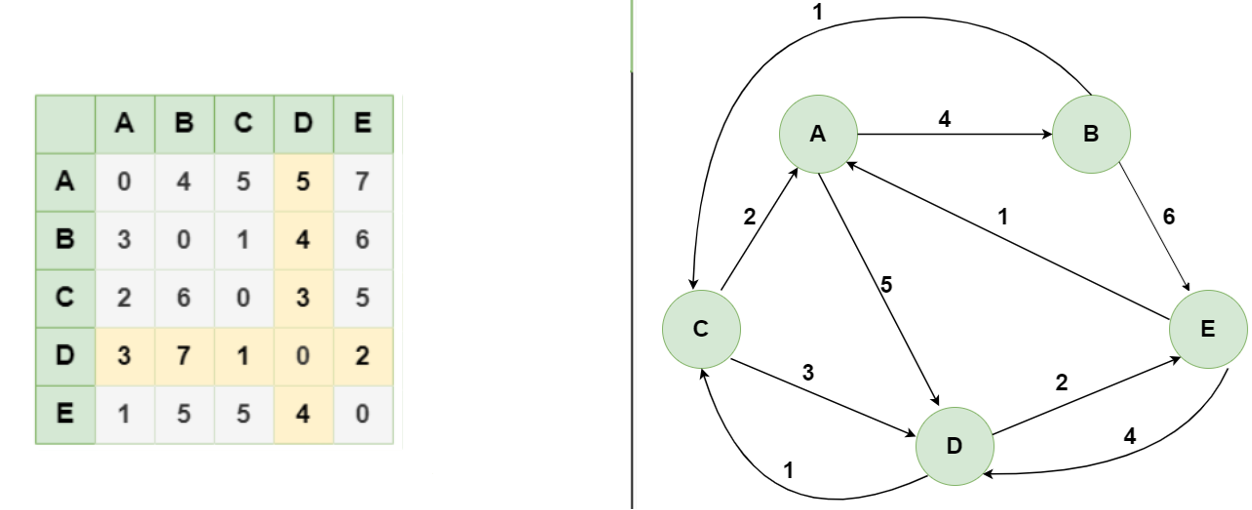 A B C D E
A 0 4 5 5 7
B 3 0 1 4 6
C 2 6 0 3 5
D 3 7 1 0 2
E 1 5 5 4 0
1
A 4 B
2 1 6
5
C E
3 2
D 4
1